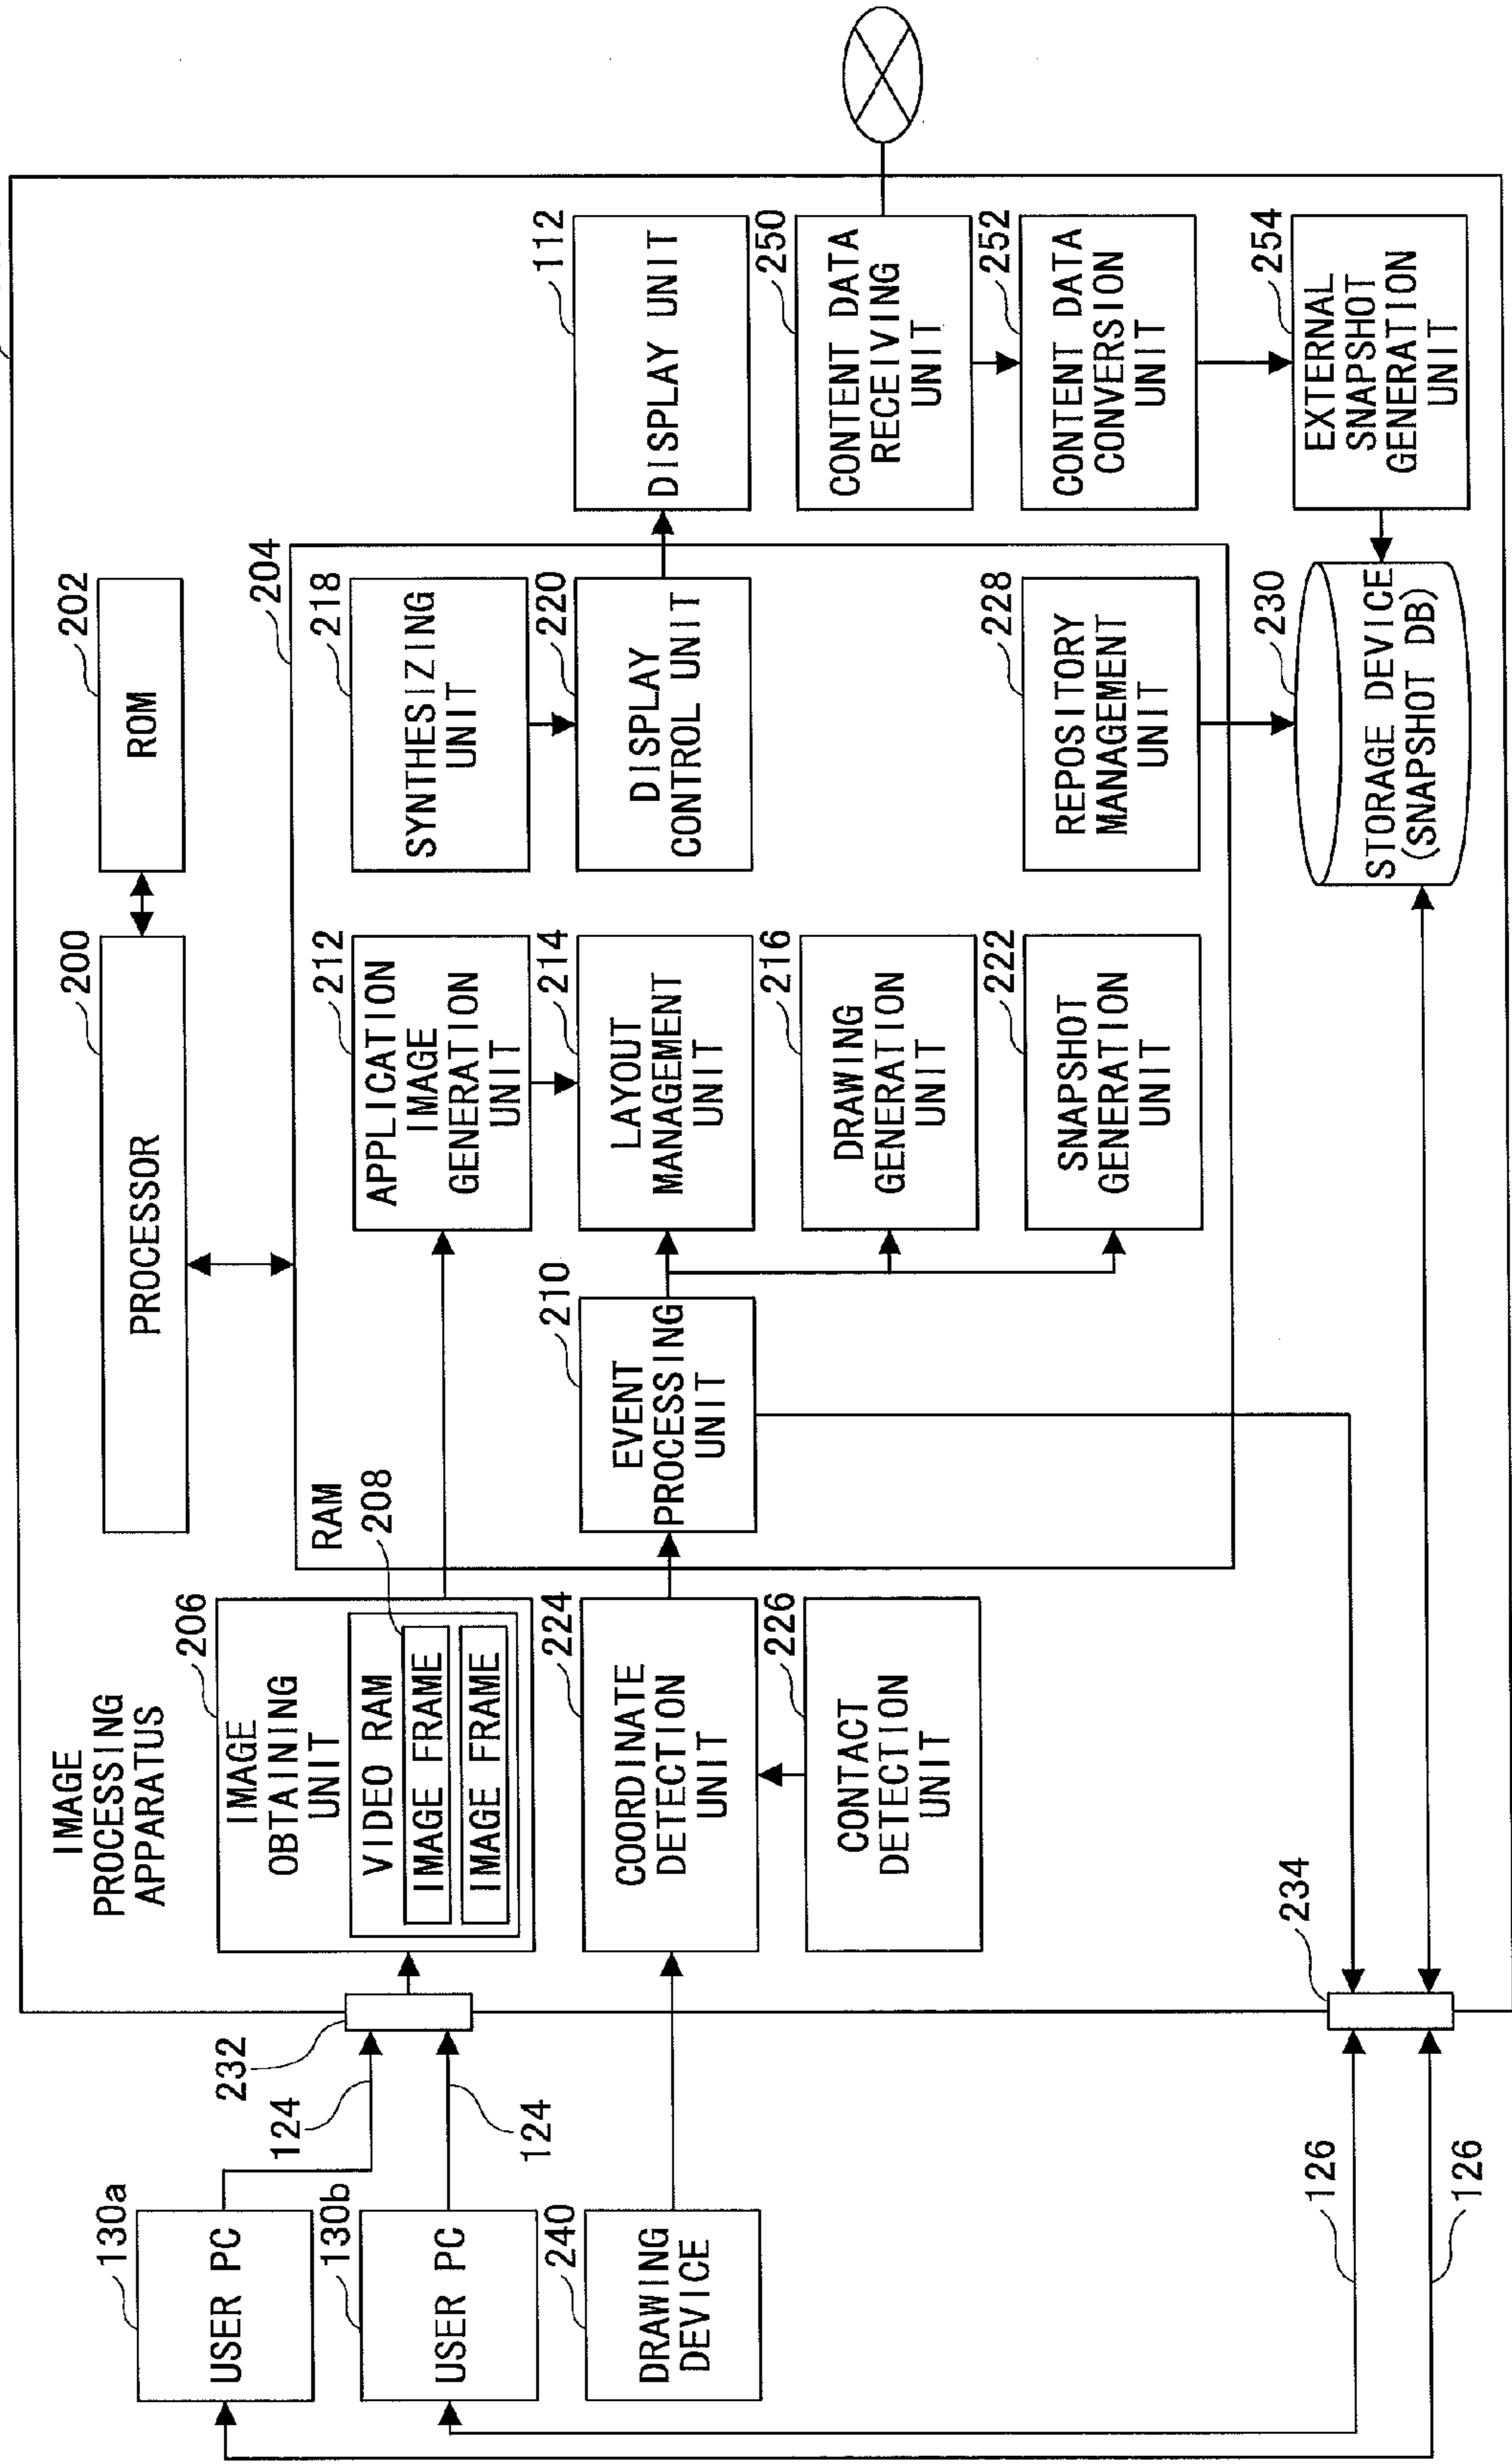 IMAGE
PROCESSING
APPARATUS
200
PROCESSOR
202
ROM
204
RAM
130a
USER PC
130b
USER PC
240
DRAWING
DEVICE
124
124
232
126
126
234
206
IMAGE
OBTAINING
UNIT
VIDEO RAM
208
IMAGE FRAME
IMAGE FRAME
224
COORDINATE
DETECTION
UNIT
226
CONTACT
DETECTION
UNIT
210
EVENT
PROCESSING
UNIT
212
APPLICATION
IMAGE
GENERATION
UNIT
214
LAYOUT
MANAGEMENT
UNIT
216
DRAWING
GENERATION
UNIT
222
SNAPSHOT
GENERATION
UNIT
218
SYNTHESIZING
UNIT
220
DISPLAY
CONTROL UNIT
228
REPOSITORY
MANAGEMENT
UNIT
230
STORAGE DEVICE
(SNAPSHOT DB)
112
DISPLAY UNIT
250
CONTENT DATA
RECEIVING
UNIT
252
CONTENT DATA
CONVERSION
UNIT
254
EXTERNAL
SNAPSHOT
GENERATION
UNIT